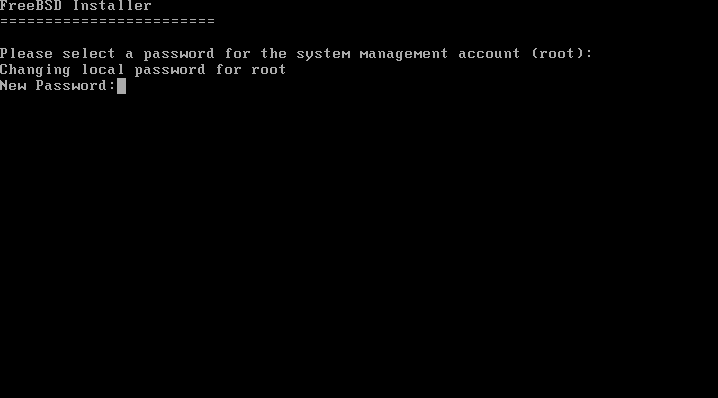 FreeBSD Installer
========================
Please select a password for the system management account (root):
Changing local password for root
New Password: